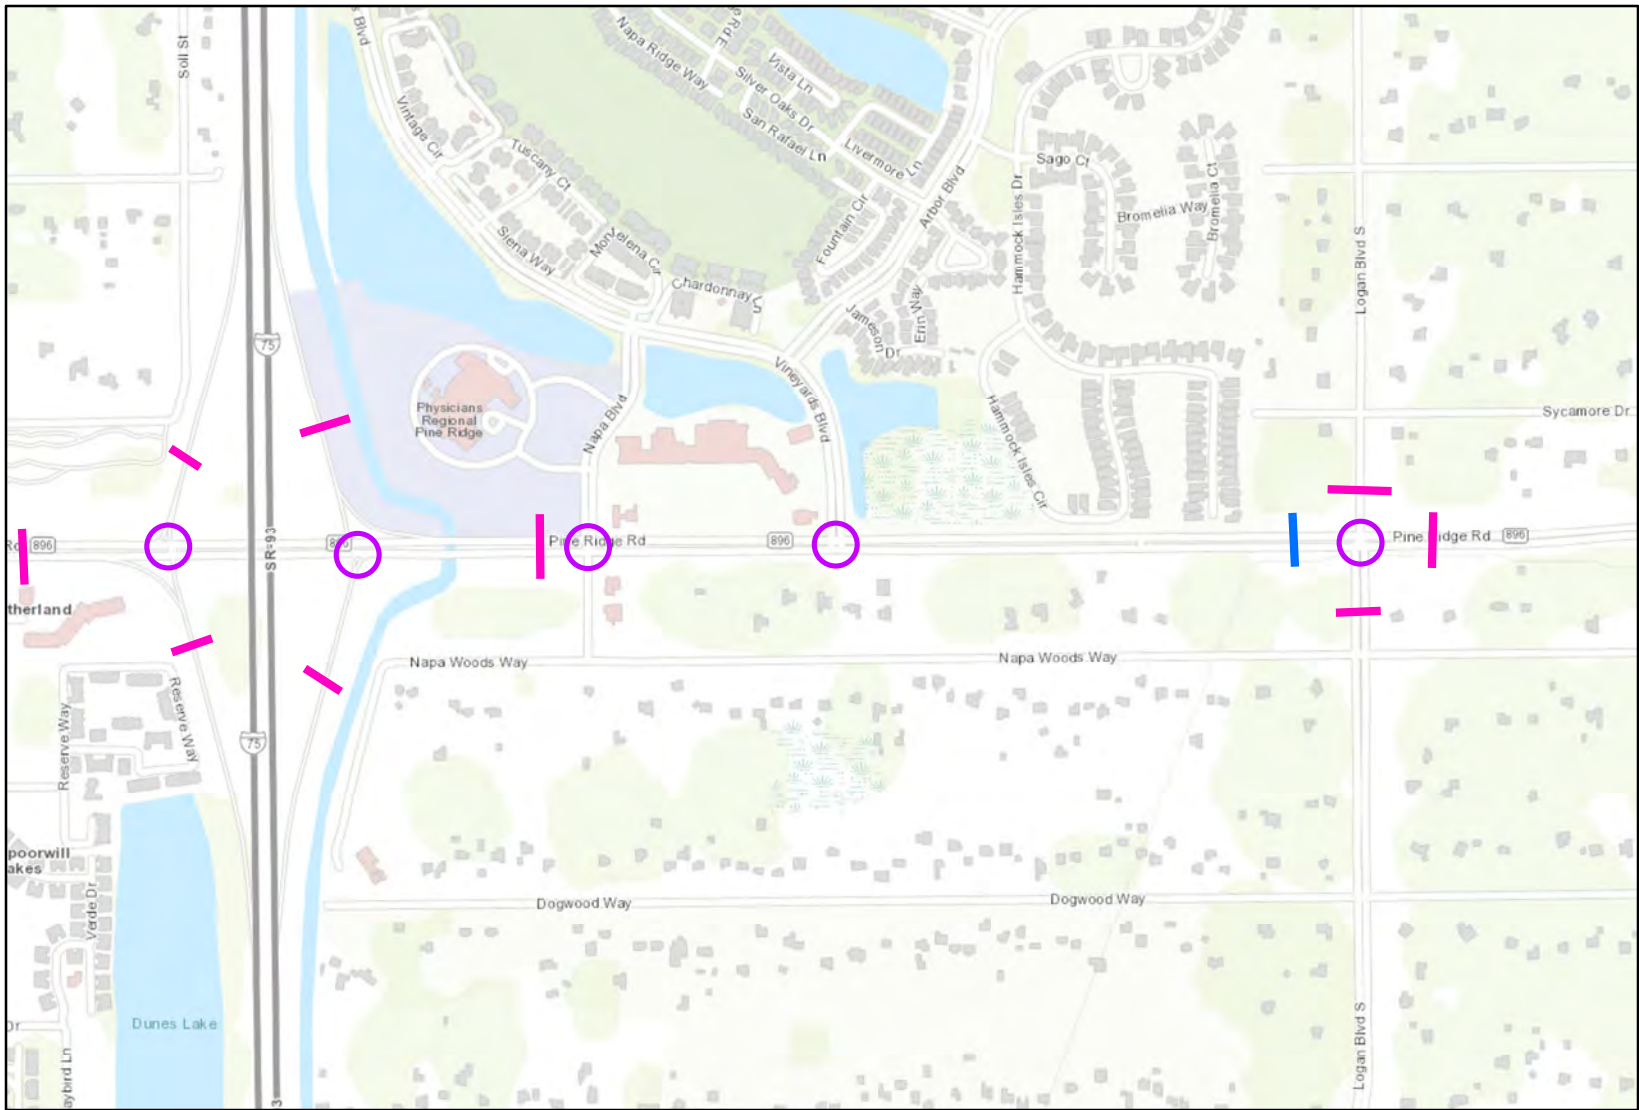 Soll St
s Blvd
Napa Ridge Way
Rd E
Vista Ln
Silver Oaks Dr
San Rafael Ln
Livermore Ln
Vintage Cir
Tuscany Ct
Siena Way
Chardonnay Ln
Fountain Cir
Arbor Blvd
Sago Ct
Hammock Isles Dr
Bromelia Way
Bromelia Ct
Logan Blvd S
75
Erin Way
Jameson
Dr
Physicians
Regional
Pine Ridge
Napa Blvd
Vineyards Blvd
Hammock Isles Cir
Sycamore Dr
896
SR-93
Pine Ridge Rd
896
Pine Ridge Rd
896
therland
Napa Woods Way
Napa Woods Way
Reserve Way
Reserve Way
75
poorwill
akes
Verde Dr
Dogwood Way
Dogwood Way
Dunes Lake
Dr
aybird Ln
3
Logan Blvd S